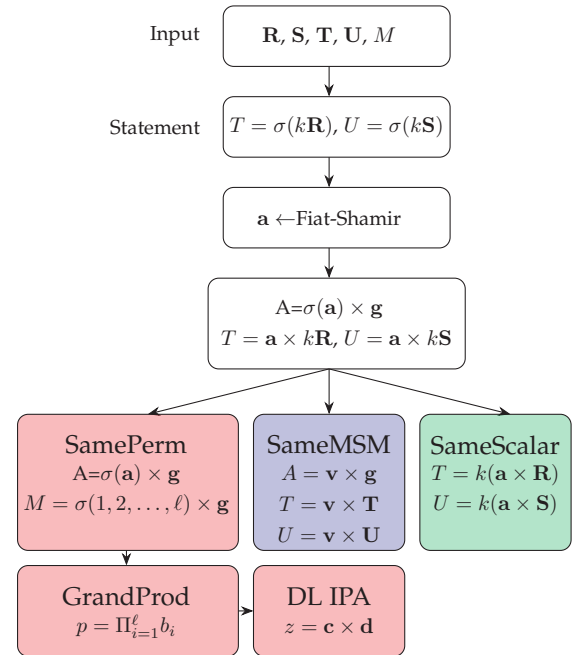 Input
R, S, T, U, M
Statement
T = σ(kR), U = σ(kS)
a ←Fiat-Shamir
A=σ(a) × g
T = a × kR, U = a × kS
SamePerm
A=σ(a) × g
M = σ(1, 2, . . . , ℓ) × g
SameMSM
A = v × g
T = v × T
U = v × U
SameScalar
T = k(a × R)
U = k(a × S)
GrandProd
p = Π_{i=1}^{ℓ} b_i
DL IPA
z = c × d